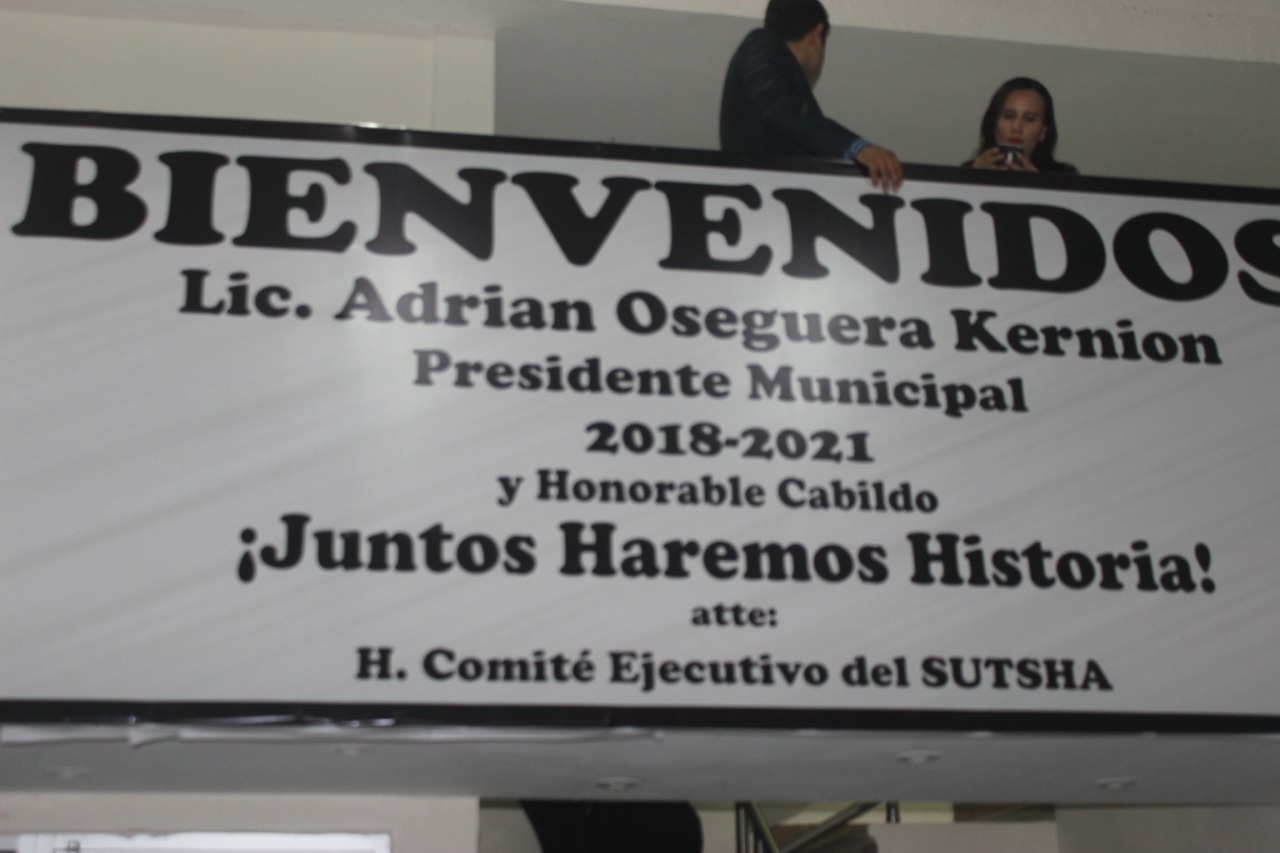 BIENVENIDOS
Lic. Adrian Oseguera Kernion
Presidente Municipal
2018-2021
y Honorable Cabildo
¡Juntos Haremos Historia!
atte:
H. Comité Ejecutivo del SUTSHA